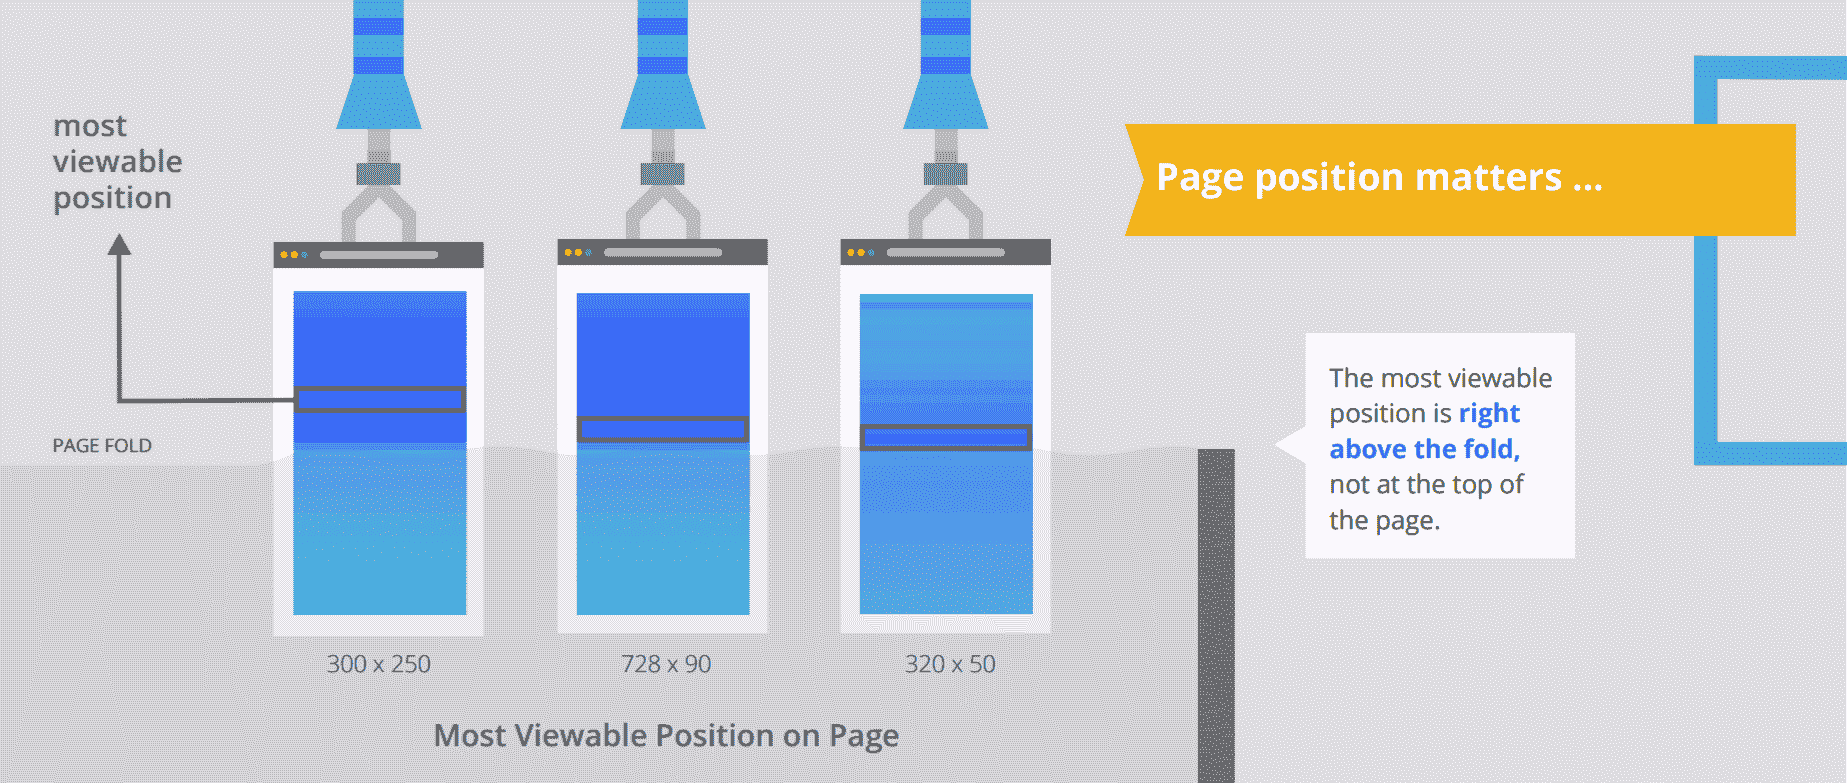 most
viewable
position
PAGE FOLD
300 x 250
728 x 90
320 x 50
Most Viewable Position on Page
Page position matters ...
The most viewable
position is right
above the fold,
not at the top of
the page.